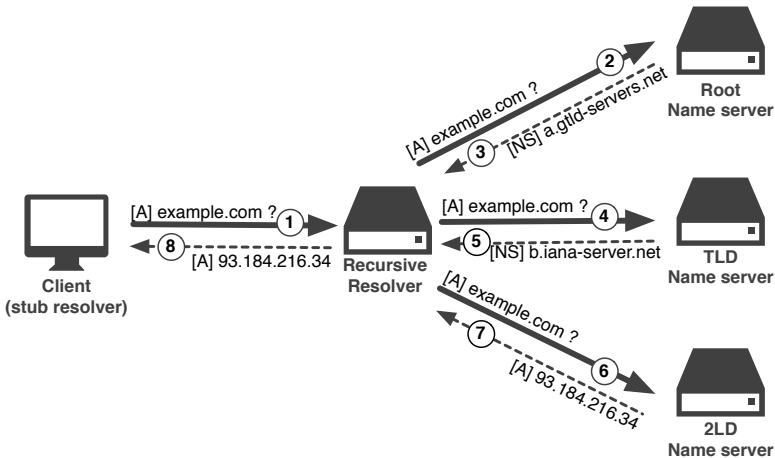 2
[A] example.com ?
3
[NS] a.gtld-servers.net
Root
Name server
[A] example.com ?
1
8
[A] 93.184.216.34
Client
(stub resolver)
Recursive
Resolver
[A] example.com ?
4
5
[NS] b.iana-server.net
TLD
Name server
[A] example.com ?
7
6
[A] 93.184.216.34
2LD
Name server